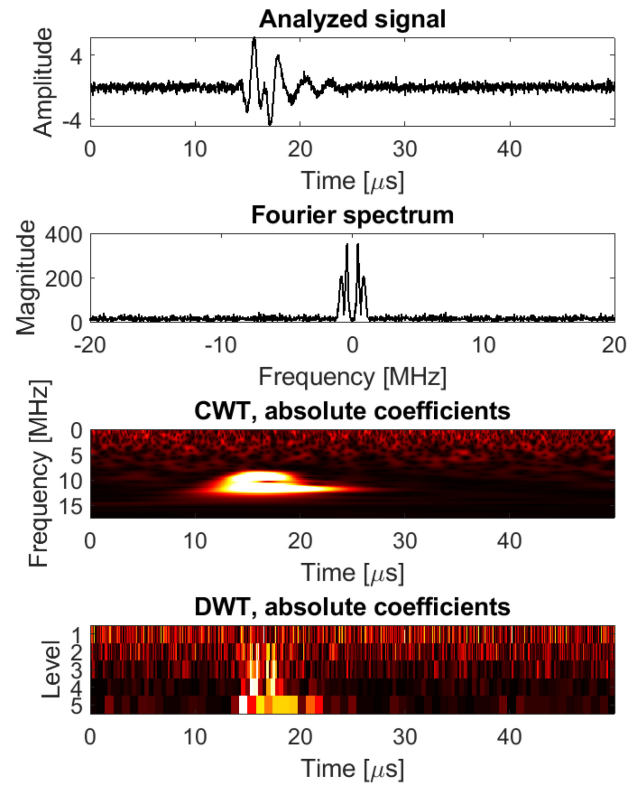 Analyzed signal
Amplitude
4
-4
0 10 20 30 40
Time [μs]
Fourier spectrum
Magnitude
400
200
0
-20 -10 0 10 20
Frequency [MHz]
CWT, absolute coefficients
Frequency [MHz]
0
5
10
15
0 10 20 30 40
Time [μs]
DWT, absolute coefficients
Level
1
2
3
4
5
0 10 20 30 40
Time [μs]